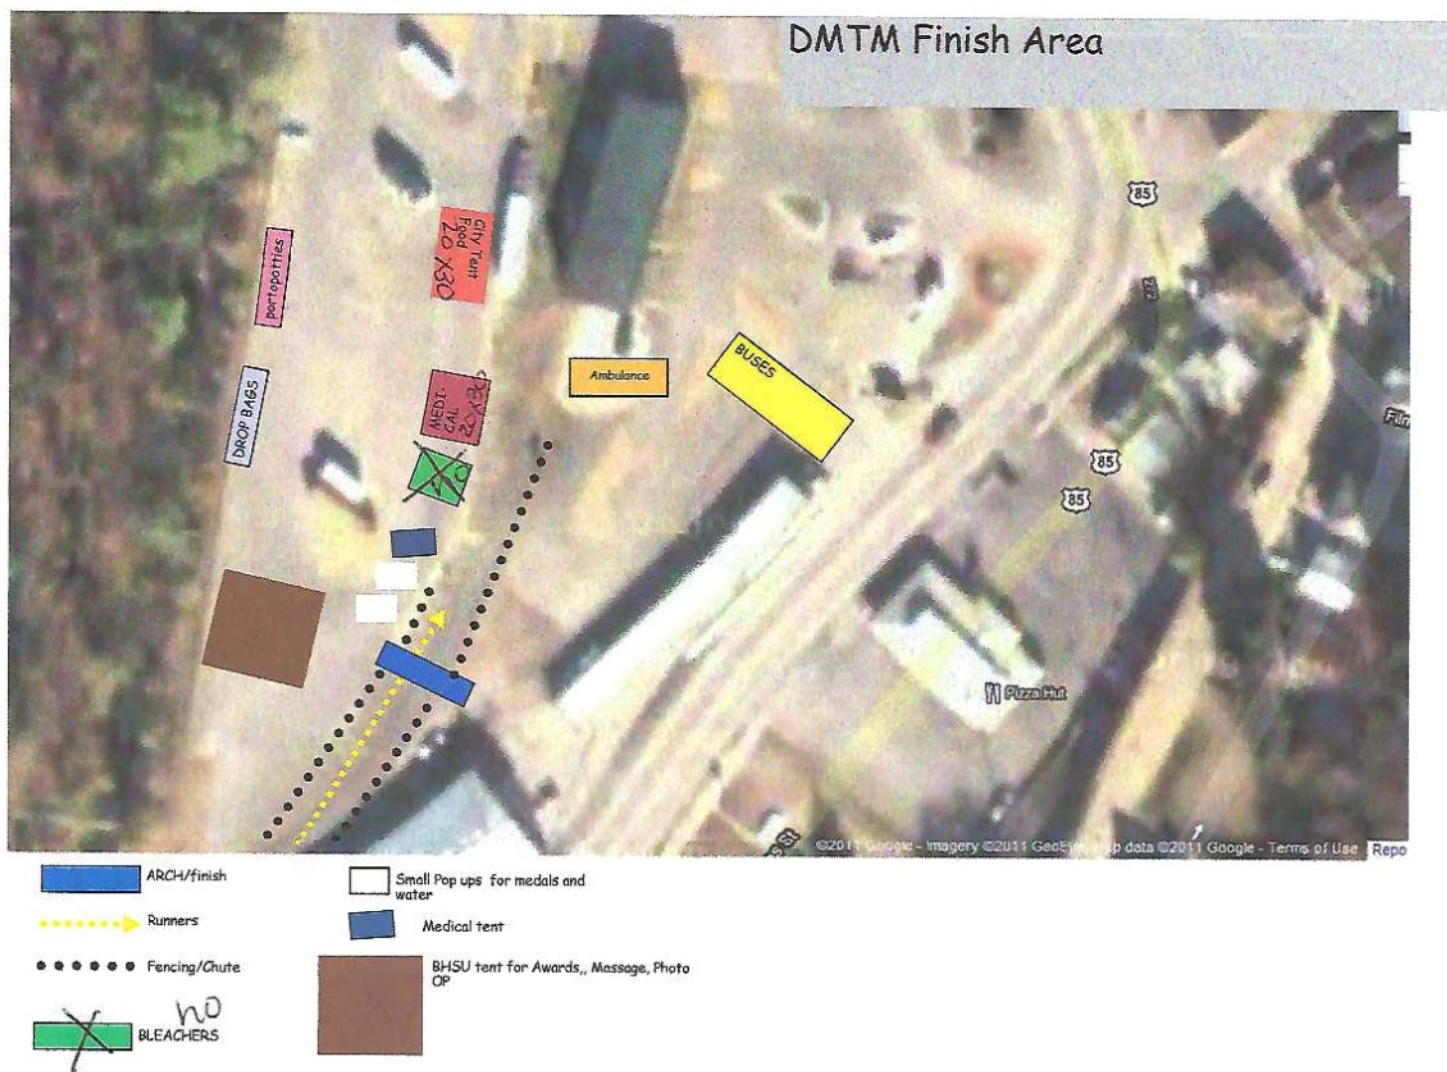 DMTM Finish Area
85
City Tent
Food
20 X30
portopotties
BUSES
Ambulance
DROP BAGS
MEDI-
CAL
85
85
NO
Pizza Hut
©2011 Google - Imagery ©2011 GeoEye, Map data ©2011 Google - Terms of Use
Repo
ARCH/finish
Small Pop ups for medals and
water
Runners
Medical tent
Fencing/Chute
BHSU tent for Awards,, Massage, Photo
OP
no
BLEACHERS